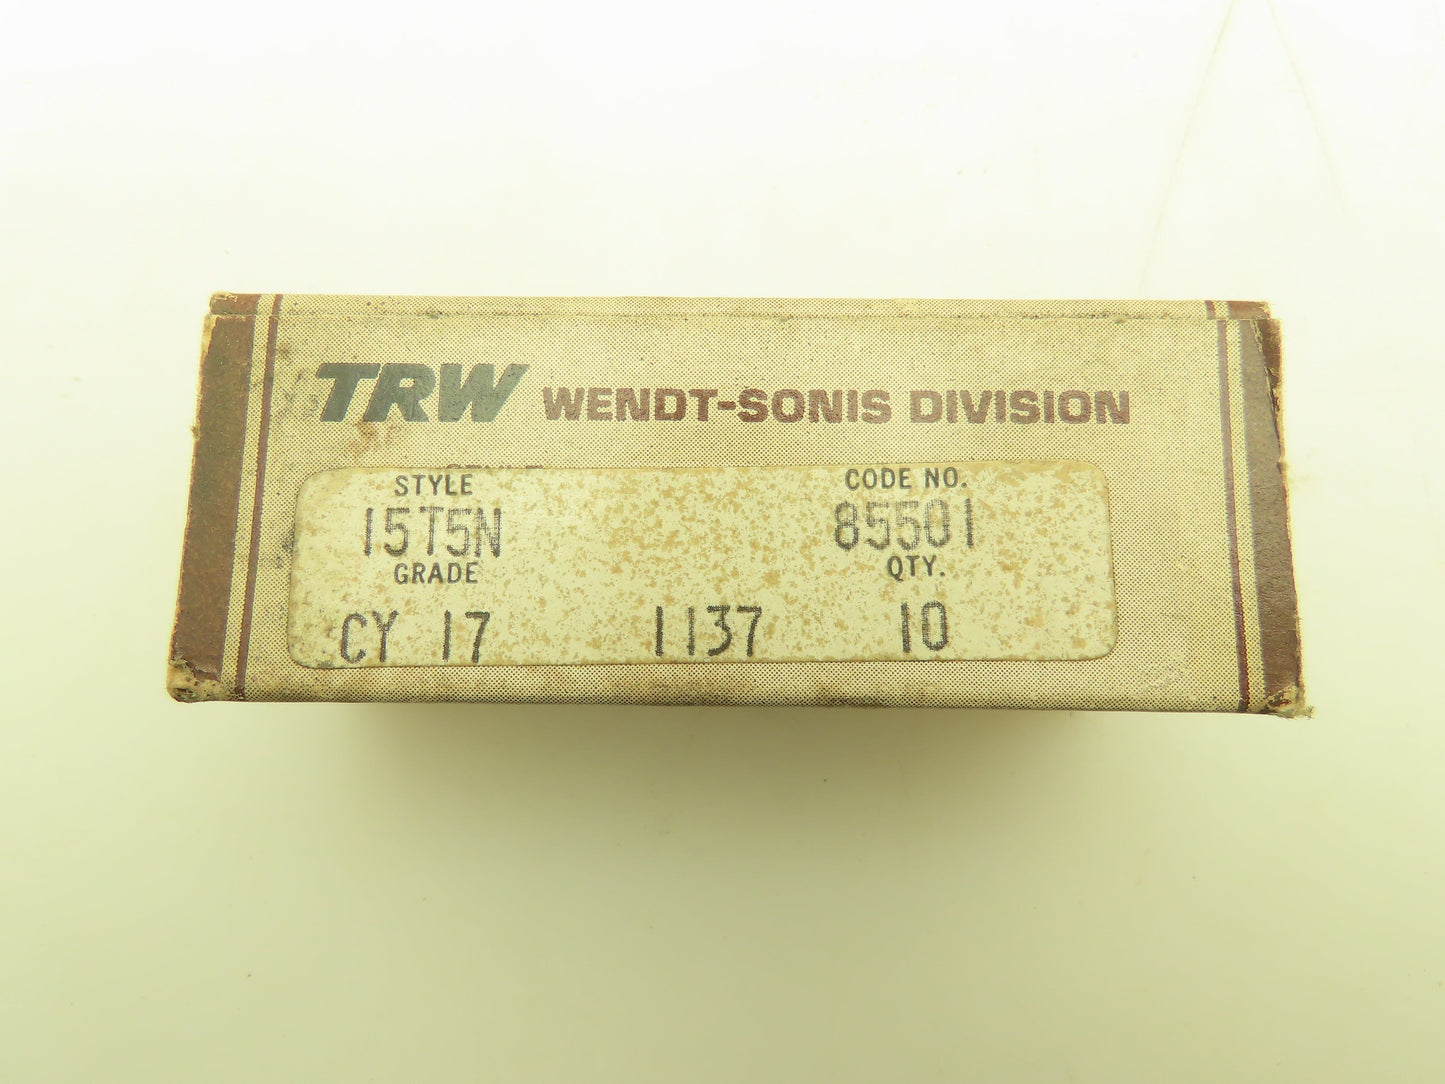 TRW WENDT-SONIS DIVISION
STYLE CODE NO.
15T5N 85501
GRADE QTY.
CY 17 1137 10